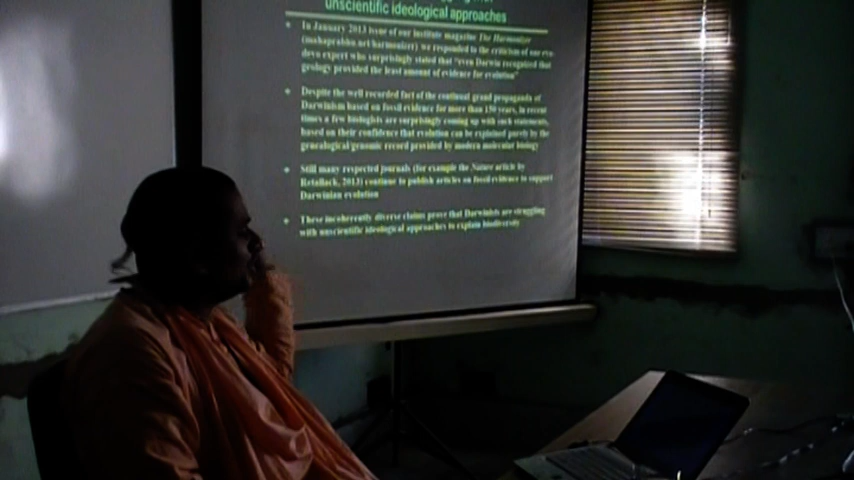 unscientific ideological approaches
In January 2013 issue of our institute magazine The Harmonizer
(mahaprabhu.net/harmonizer) we responded to the criticism of one evo-
devo expert who surprisingly stated that "even Darwin recognized that
geology provided the least amount of evidence for evolution"
Despite the well recorded fact of the continual grand propaganda of
Darwinism based on fossil evidence for more than 150 years, in recent
times a few biologists are surprisingly coming up with such statements,
based on their confidence that evolution can be explained purely by the
genealogical/genomic record provided by modern molecular biology
Still many respected journals (for example the Nature article by
Retallack, 2013) continue to publish articles on fossil evidence to support
Darwinian evolution
These incoherently diverse claims prove that Darwinists are struggling
with unscientific ideological approaches to explain biodiversity